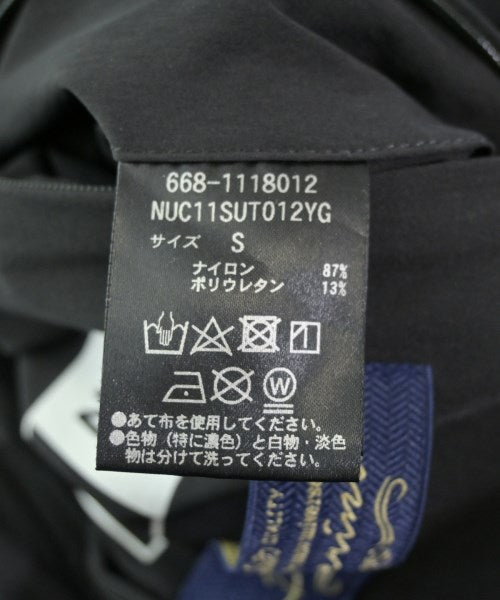 668-1118012
NUC11SUT012YG
サイズ S
ナイロン 87%
ポリウレタン 13%
W
●あて布を使用してください。
●色物（特に濃色）と白物・淡色
物は分けて洗ってください。